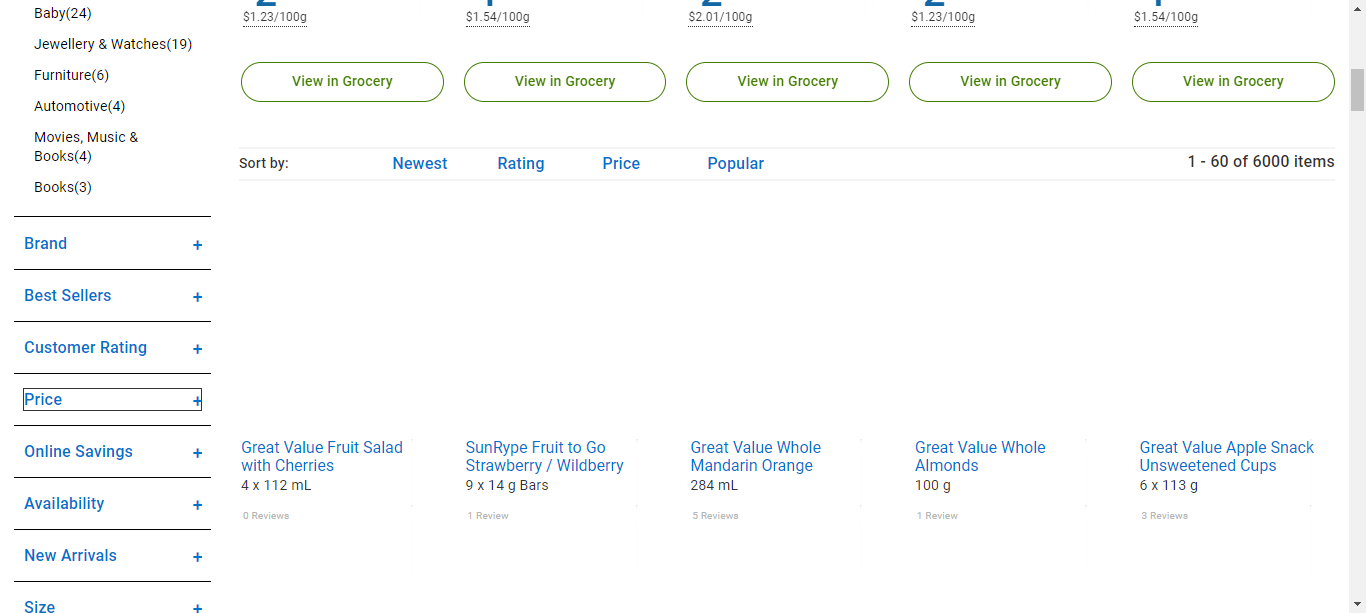 Baby(24)
Jewellery & Watches(19)
Furniture(6)
Automotive(4)
Movies, Music &
Books(4)
Books(3)
Brand +
Best Sellers +
Customer Rating +
Price +
Online Savings +
Availability +
New Arrivals +
Size +
$1.23/100g $1.54/100g $2.01/100g $1.23/100g $1.54/100g
View in Grocery View in Grocery View in Grocery View in Grocery View in Grocery
Sort by: Newest Rating Price Popular 1 - 60 of 6000 items
Great Value Fruit Salad
with Cherries
4 x 112 mL
0 Reviews
SunRype Fruit to Go
Strawberry / Wildberry
9 x 14 g Bars
1 Review
Great Value Whole
Mandarin Orange
284 mL
5 Reviews
Great Value Whole
Almonds
100 g
1 Review
Great Value Apple Snack
Unsweetened Cups
6 x 113 g
3 Reviews